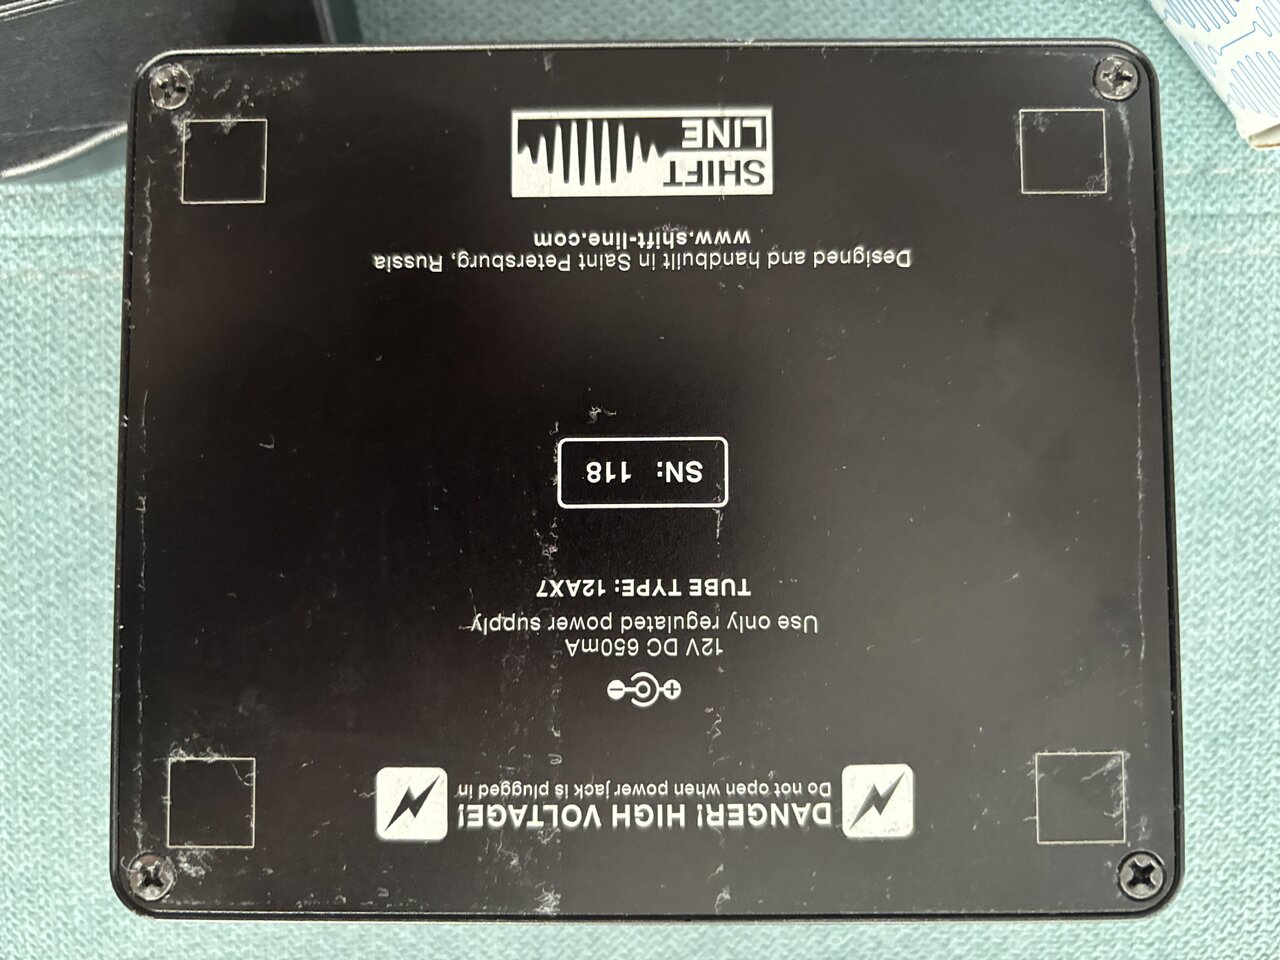 DANGER! HIGH VOLTAGE!
Do not open when power jack is plugged in
12V DC 650mA
Use only regulated power supply
TUBE TYPE: 12AX7
SN: 118
Designed and handbuilt in Saint Petersburg, Russia
www.shift-line.com
SHIFT
LINE